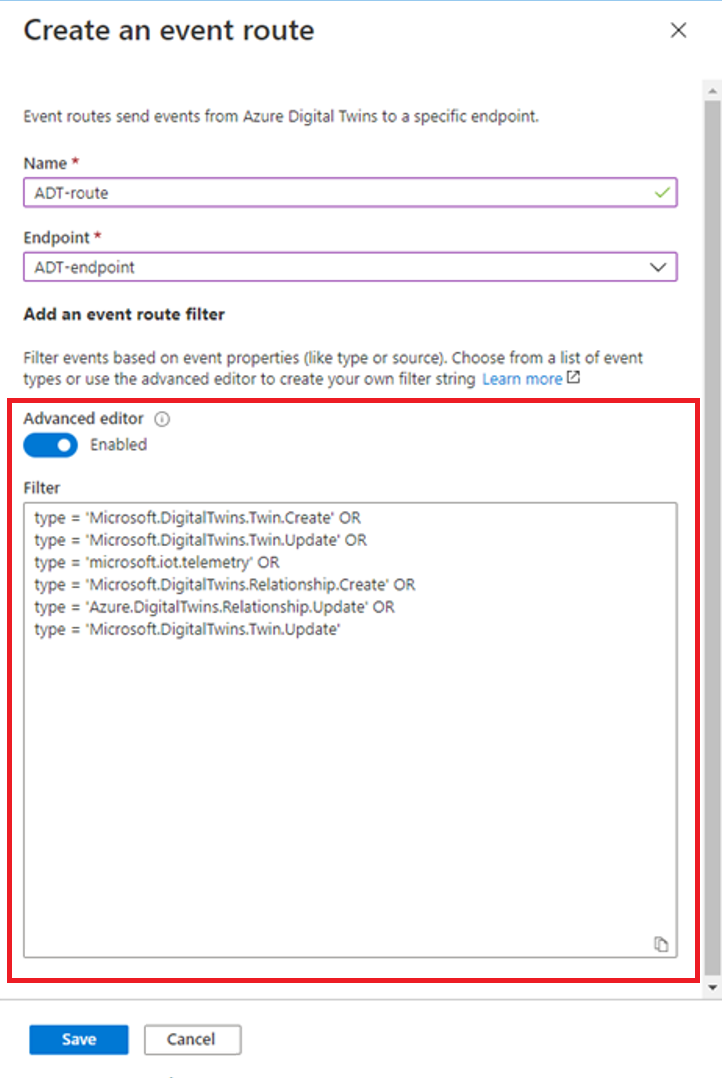 Create an event route
Event routes send events from Azure Digital Twins to a specific endpoint.
Name *
ADT-route
Endpoint *
ADT-endpoint
Add an event route filter
Filter events based on event properties (like type or source). Choose from a list of event
types or use the advanced editor to create your own filter string Learn more
Advanced editor
Enabled
Filter
type = 'Microsoft.DigitalTwins.Twin.Create' OR
type = 'Microsoft.DigitalTwins.Twin.Update' OR
type = 'microsoft.iot.telemetry' OR
type = 'Microsoft.DigitalTwins.Relationship.Create' OR
type = 'Azure.DigitalTwins.Relationship.Update' OR
type = 'Microsoft.DigitalTwins.Twin.Update'
Save Cancel